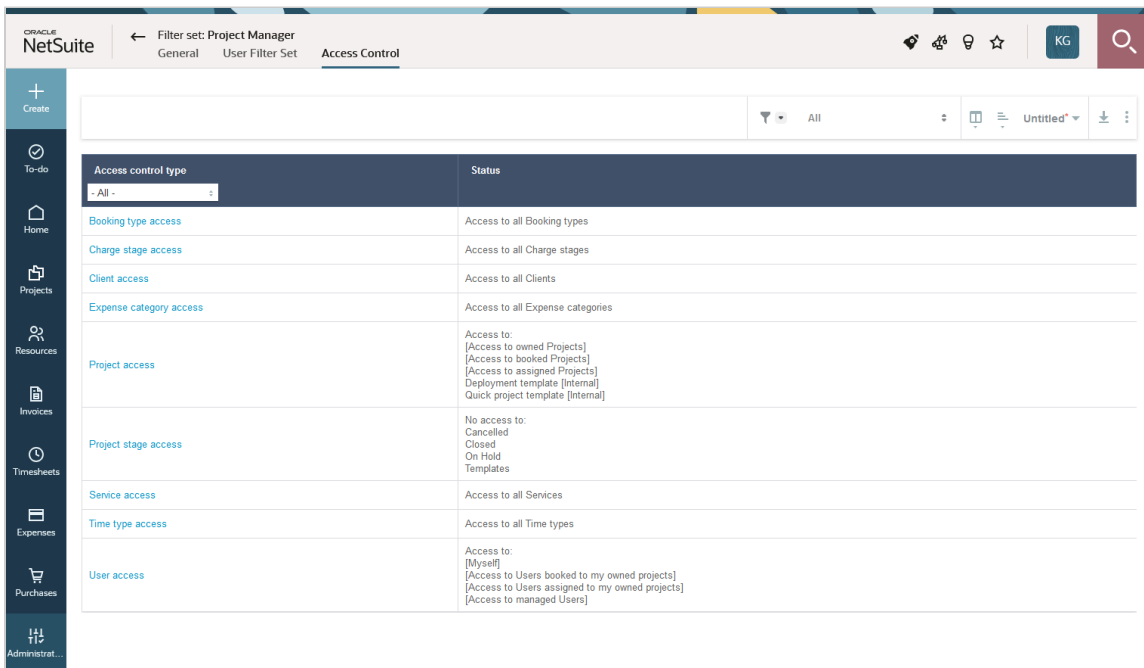 ORACLE
NetSuite
Filter set: Project Manager
General User Filter Set Access Control
KG
Create
To-do
Home
Projects
Resources
Invoices
Timesheets
Expenses
Purchases
Administrat...
All
Untitled*
Access control type Status
- All -
Booking type access Access to all Booking types
Charge stage access Access to all Charge stages
Client access Access to all Clients
Expense category access Access to all Expense categories
Project access
Access to:
[Access to owned Projects]
[Access to booked Projects]
[Access to assigned Projects]
Deployment template [Internal]
Quick project template [Internal]
Project stage access
No access to:
Cancelled
Closed
On Hold
Templates
Service access Access to all Services
Time type access Access to all Time types
User access
Access to:
[Myself]
[Access to Users booked to my owned projects]
[Access to Users assigned to my owned projects]
[Access to managed Users]